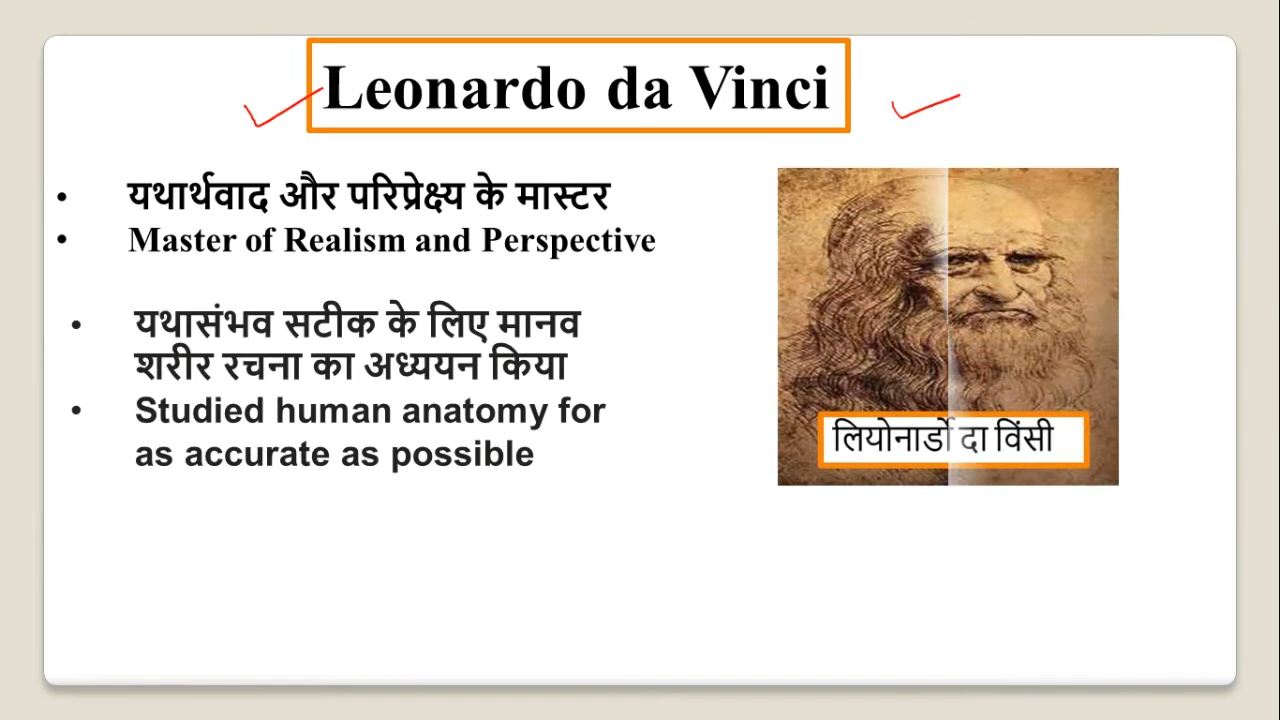 Leonardo da Vinci
• यथार्थवाद और परिप्रेक्ष्य के मास्टर
• Master of Realism and Perspective
• यथासंभव सटीक के लिए मानव
शरीर रचना का अध्ययन किया
• Studied human anatomy for
as accurate as possible
लियोनार्डो दा विंसी